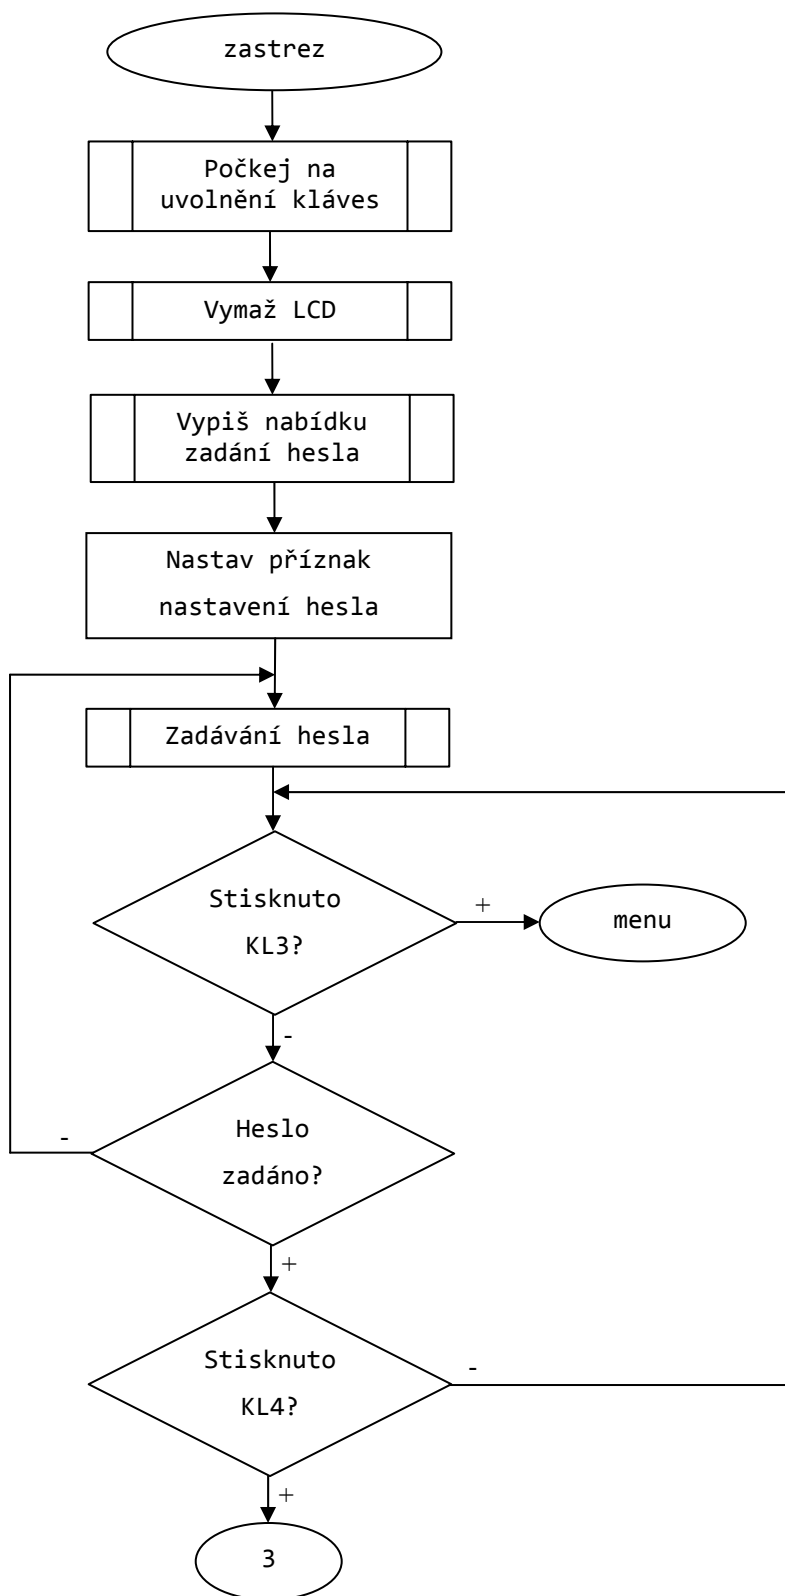 zastrez
Počkej na
uvolnění kláves
Vymaž LCD
Vypiš nabídku
zadání hesla
Nastav příznak
nastavení hesla
Zadávání hesla
Stisknuto
KL3?
+
menu
-
Heslo
zadáno?
-
+
Stisknuto
KL4?
-
+
3